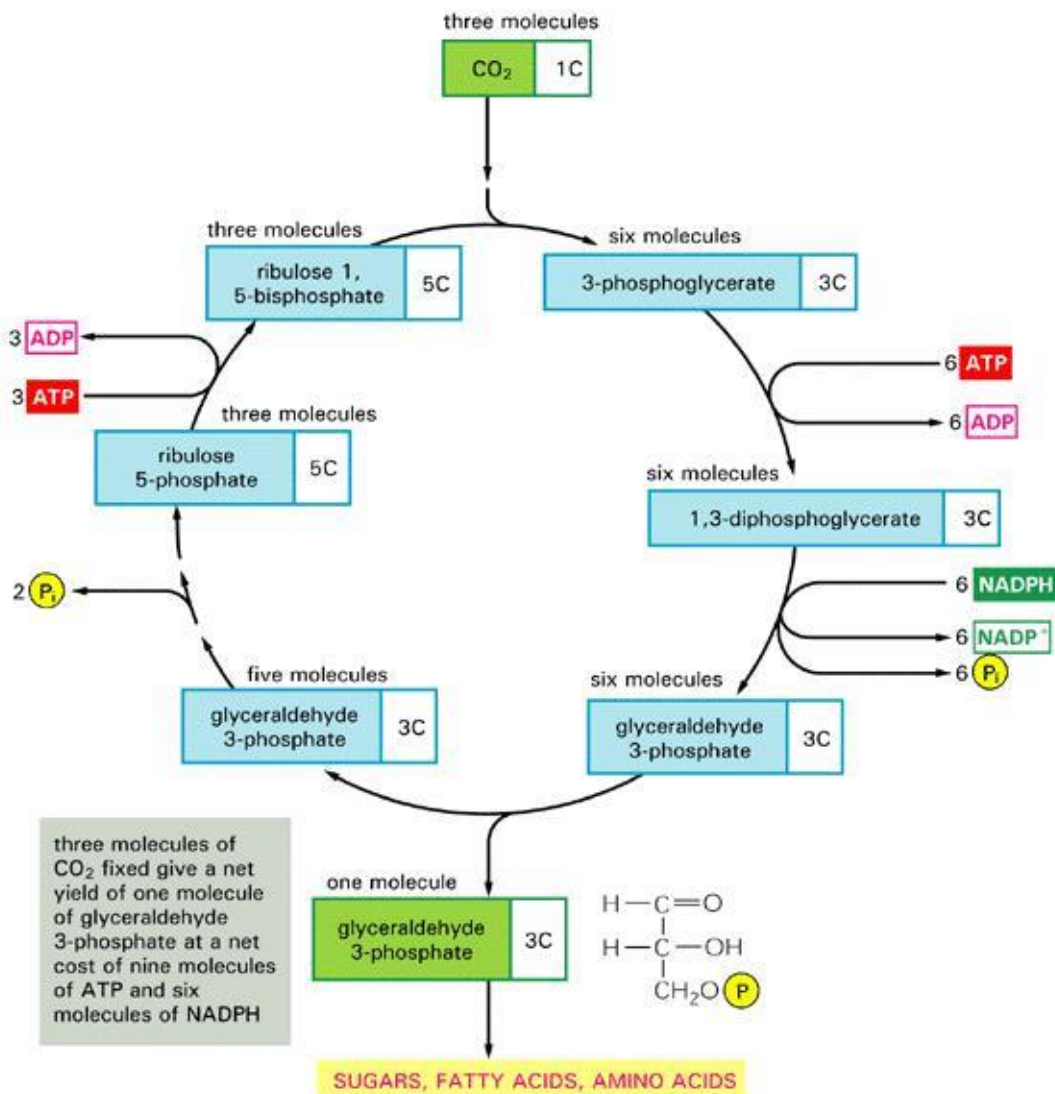 three molecules
CO₂ 1C
three molecules
six molecules
ribulose 1,
5-bisphosphate
5C
3-phosphoglycerate 3C
3 ADP
3 ATP
6 ATP
6 ADP
three molecules
ribulose
5-phosphate
5C
six molecules
1,3-diphosphoglycerate 3C
2 Pi
6 NADPH
6 NADP+
6 Pi
five molecules
glyceraldehyde
3-phosphate
3C
six molecules
glyceraldehyde
3-phosphate
3C
three molecules of
CO₂ fixed give a net
yield of one molecule
of glyceraldehyde
3-phosphate at a net
cost of nine molecules
of ATP and six
molecules of NADPH
one molecule
glyceraldehyde
3-phosphate
3C
H—C=O
H—C—OH
CH₂O P
SUGARS, FATTY ACIDS, AMINO ACIDS